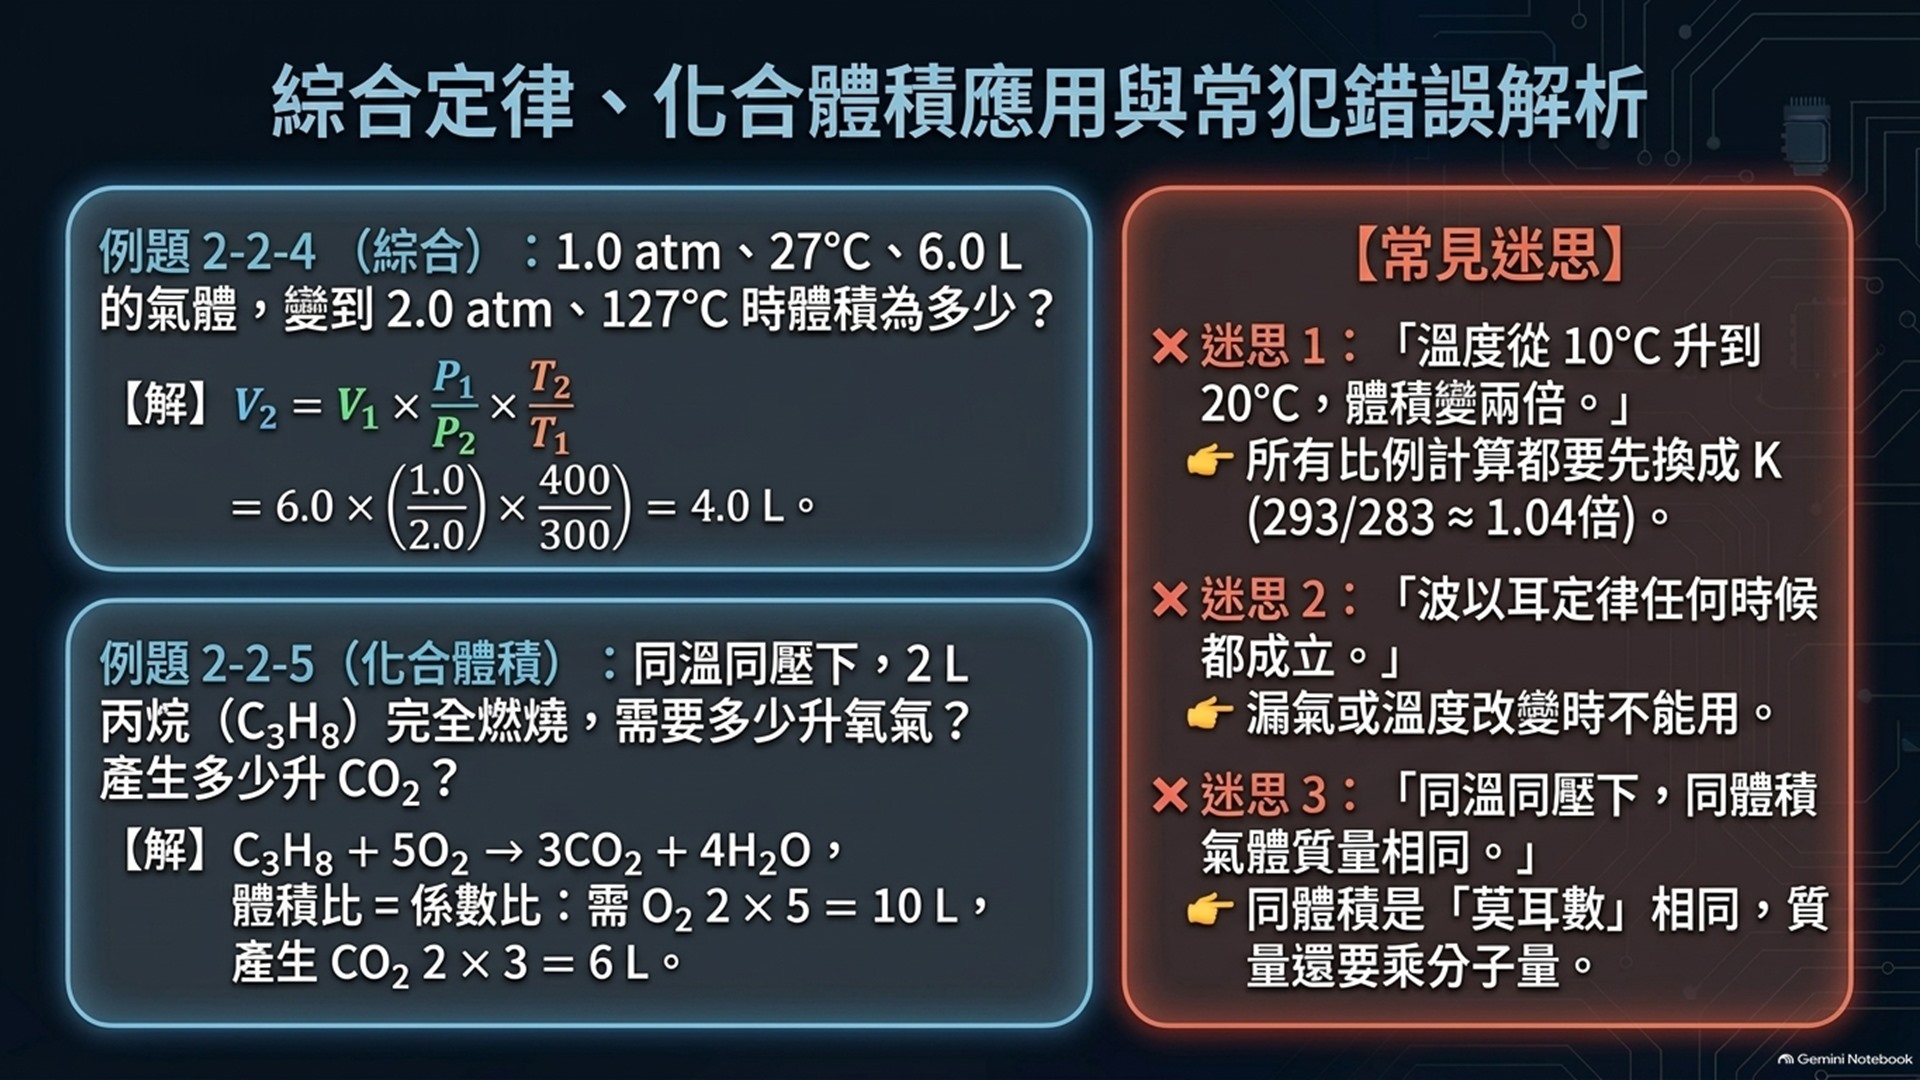 綜合定律、化合體積應用與常犯錯誤解析
例題 2-2-4 （綜合）：1.0 atm、27°C、6.0 L
的氣體，變到 2.0 atm、127°C 時體積為多少？
【解】V₂ = V₁ × P₁/P₂ × T₂/T₁
= 6.0 × (1.0/2.0) × 400/300) = 4.0 L。
例題 2-2-5（化合體積）：同溫同壓下，2 L
丙烷（C₃H₈）完全燃燒，需要多少升氧氣？
產生多少升 CO₂？
【解】C₃H₈ + 5O₂ → 3CO₂ + 4H₂O，
體積比 = 係數比：需 O₂ 2 × 5 = 10 L，
產生 CO₂ 2 × 3 = 6 L。
【常見迷思】
❌ 迷思 1：「溫度從 10°C 升到
20°C，體積變兩倍。」
👉 所有比例計算都要先換成 K
(293/283 ≈ 1.04倍)。
❌ 迷思 2：「波以耳定律任何時候
都成立。」
👉 漏氣或溫度改變時不能用。
❌ 迷思 3：「同溫同壓下，同體積
氣體質量相同。」
👉 同體積是「莫耳數」相同，質
量還要乘分子量。
Gemini Notebook